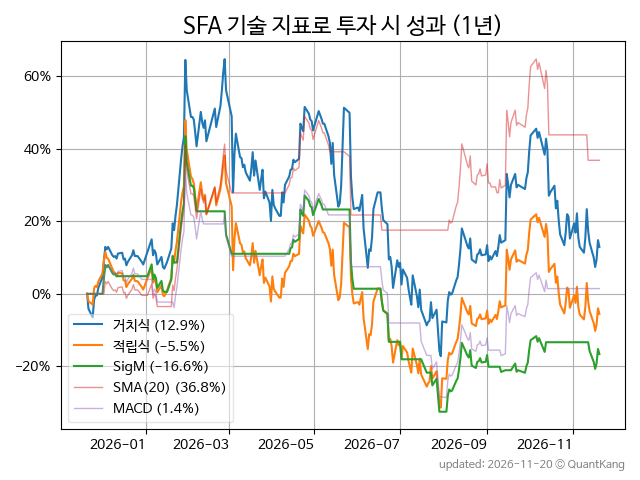 SFA 기술 지표로 투자 시 성과 (1년)
60%
40%
20%
0%
−20%
거치식 (12.9%)
적립식 (−5.5%)
SigM (−16.6%)
SMA(20) (36.8%)
MACD (1.4%)
2026-01 2026-03 2026-05 2026-07 2026-09 2026-11
updated: 2026-11-20 © QuantKang